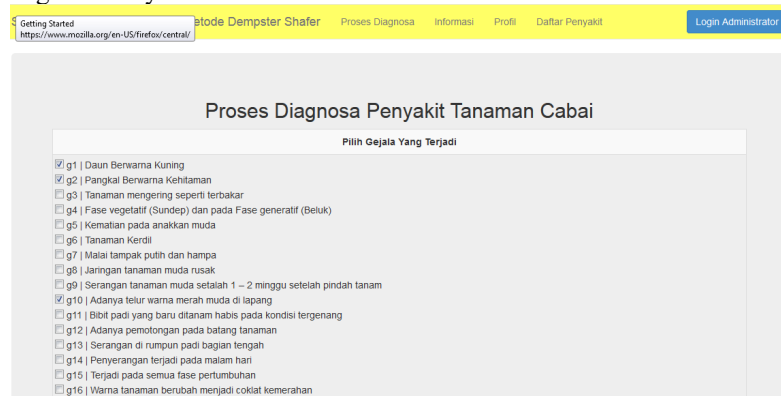 Getting Started
https://www.mozilla.org/en-US/firefox/central/
etode Dempster Shafer Proses Diagnosa Informasi Profil Daftar Penyakit Login Administrator
Proses Diagnosa Penyakit Tanaman Cabai
Pilih Gejala Yang Terjadi
g1 | Daun Berwarna Kuning
g2 | Pangkal Berwarna Kehitaman
g3 | Tanaman mengering seperti terbakar
g4 | Fase vegetatif (Sundep) dan pada Fase generatif (Beluk)
g5 | Kematian pada anakkan muda
g6 | Tanaman Kerdil
g7 | Malai tampak putih dan hampa
g8 | Jaringan tanaman muda rusak
g9 | Serangan tanaman muda setalah 1 – 2 minggu setelah pindah tanam
g10 | Adanya telur warna merah muda di lapang
g11 | Bibit padi yang baru ditanam habis pada kondisi tergenang
g12 | Adanya pemotongan pada batang tanaman
g13 | Serangan di rumpun padi bagian tengah
g14 | Penyerangan terjadi pada malam hari
g15 | Terjadi pada semua fase pertumbuhan
g16 | Warna tanaman berubah menjadi coklat kemerahan